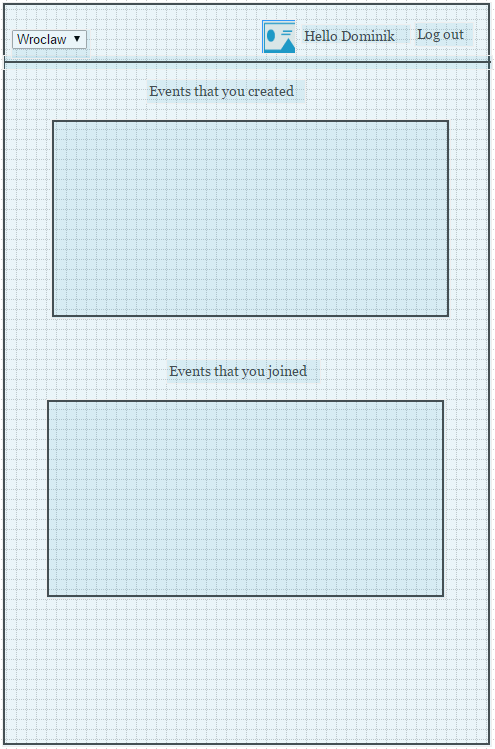 Wroclaw
Hello Dominik
Log out
Events that you created
Events that you joined